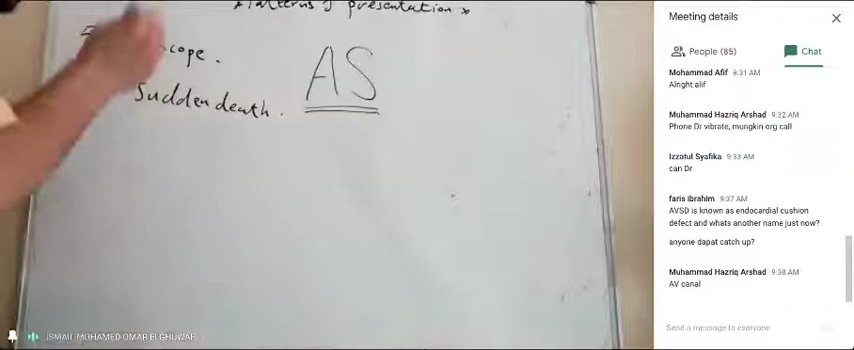 Patterns of presentation *
cope.
Sudden death.
AS
ISMAIL MOHAMED OMAR ELGHUWAEL
Meeting details
People (85)
Chat
Mohammad Afif 9:31 AM
Alright alif
Muhammad Hazriq Arshad 9:32 AM
Phone Dr vibrate, mungkin org call
Izzatul Syafika 9:33 AM
can Dr
faris ibrahim 9:37 AM
AVSD is known as endocardial cushion
defect and whats another name just now?
anyone dapat catch up?
Muhammad Hazriq Arshad 9:38 AM
AV canal
Send a message to everyone